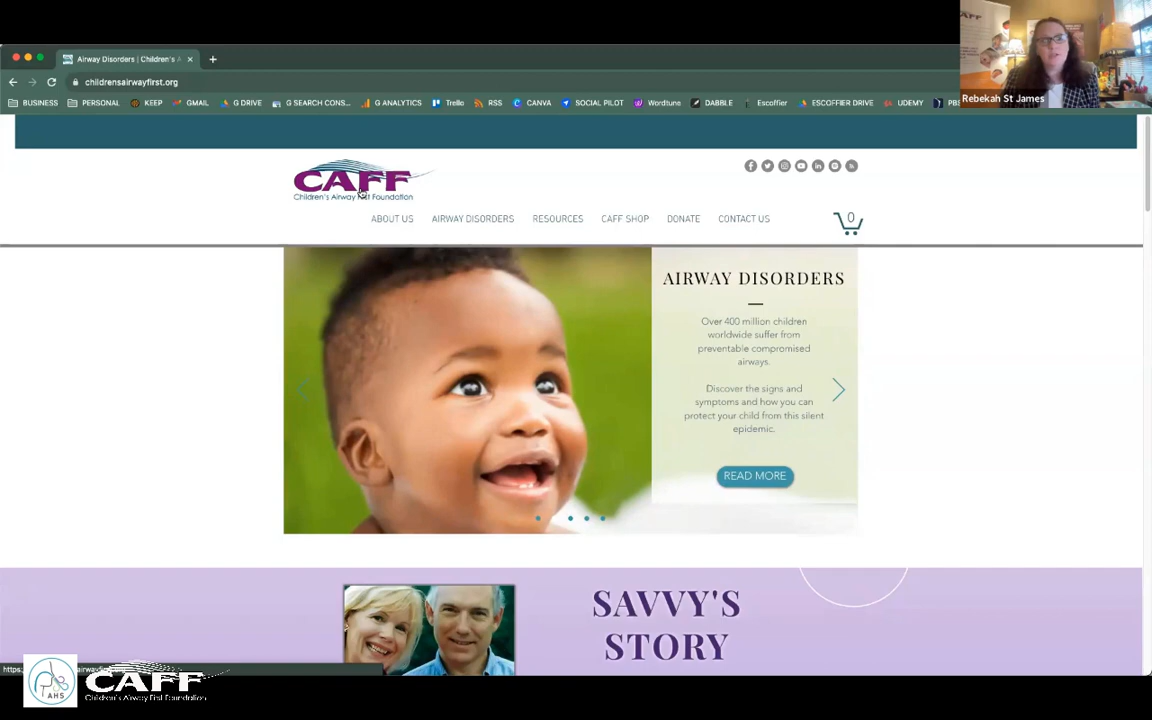 Airway Disorders | Children's A
childrensairwayfirst.org
BUSINESS PERSONAL KEEP GMAIL G DRIVE G SEARCH CONS... G ANALYTICS Trello RSS CANVA SOCIAL PILOT Wordtune DABBLE Escoffier ESCOFFIER DRIVE UDEMY
CAFF
Rebekah St James
CAFF
Children's Airway First Foundation
ABOUT US AIRWAY DISORDERS RESOURCES CAFF SHOP DONATE CONTACT US 0
AIRWAY DISORDERS
Over 400 million children
worldwide suffer from
preventable compromised
airways.
Discover the signs and
symptoms and how you can
protect your child from this silent
epidemic.
READ MORE
SAVVY'S
STORY
AHS
CAFF
Children's Airway First Foundation